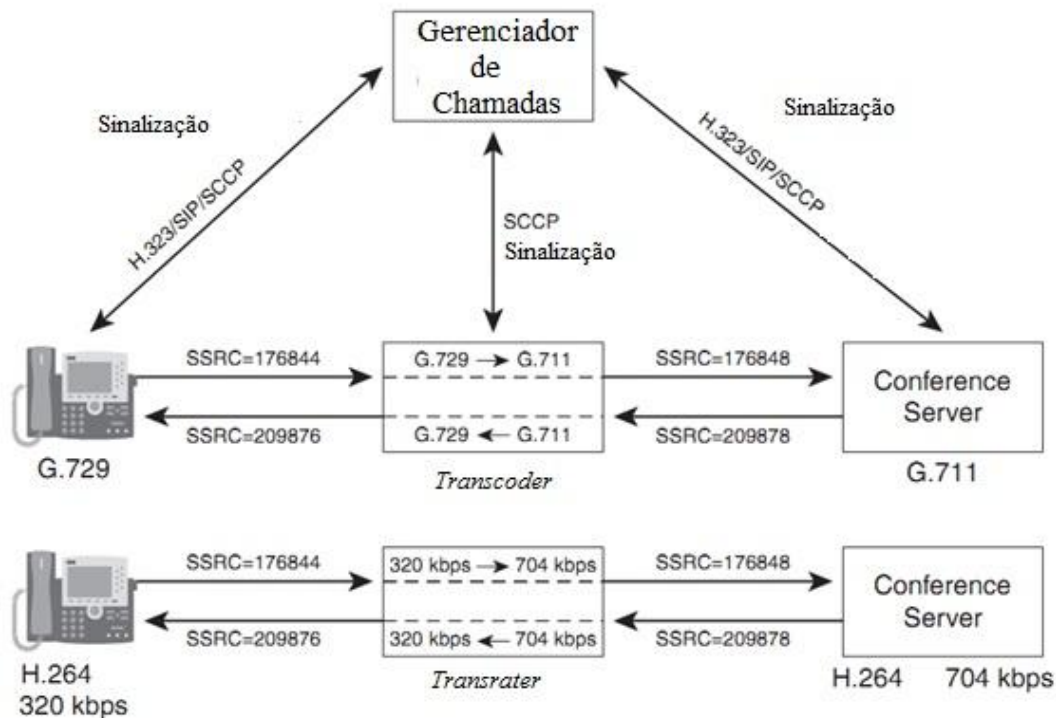 Gerenciador
de
Chamadas
Sinalização
Sinalização
H.323/SIP/SCCP
SCCP
Sinalização
H.323/SIP/SCCP
SSRC=176844
G.729 → G.711
SSRC=176848
Conference
Server
SSRC=209876
G.729 ← G.711
SSRC=209878
G.729
Transcoder
G.711
SSRC=176844
320 kbps → 704 kbps
SSRC=176848
Conference
Server
SSRC=209876
320 kbps ← 704 kbps
SSRC=209878
H.264
320 kbps
Transrater
H.264 704 kbps